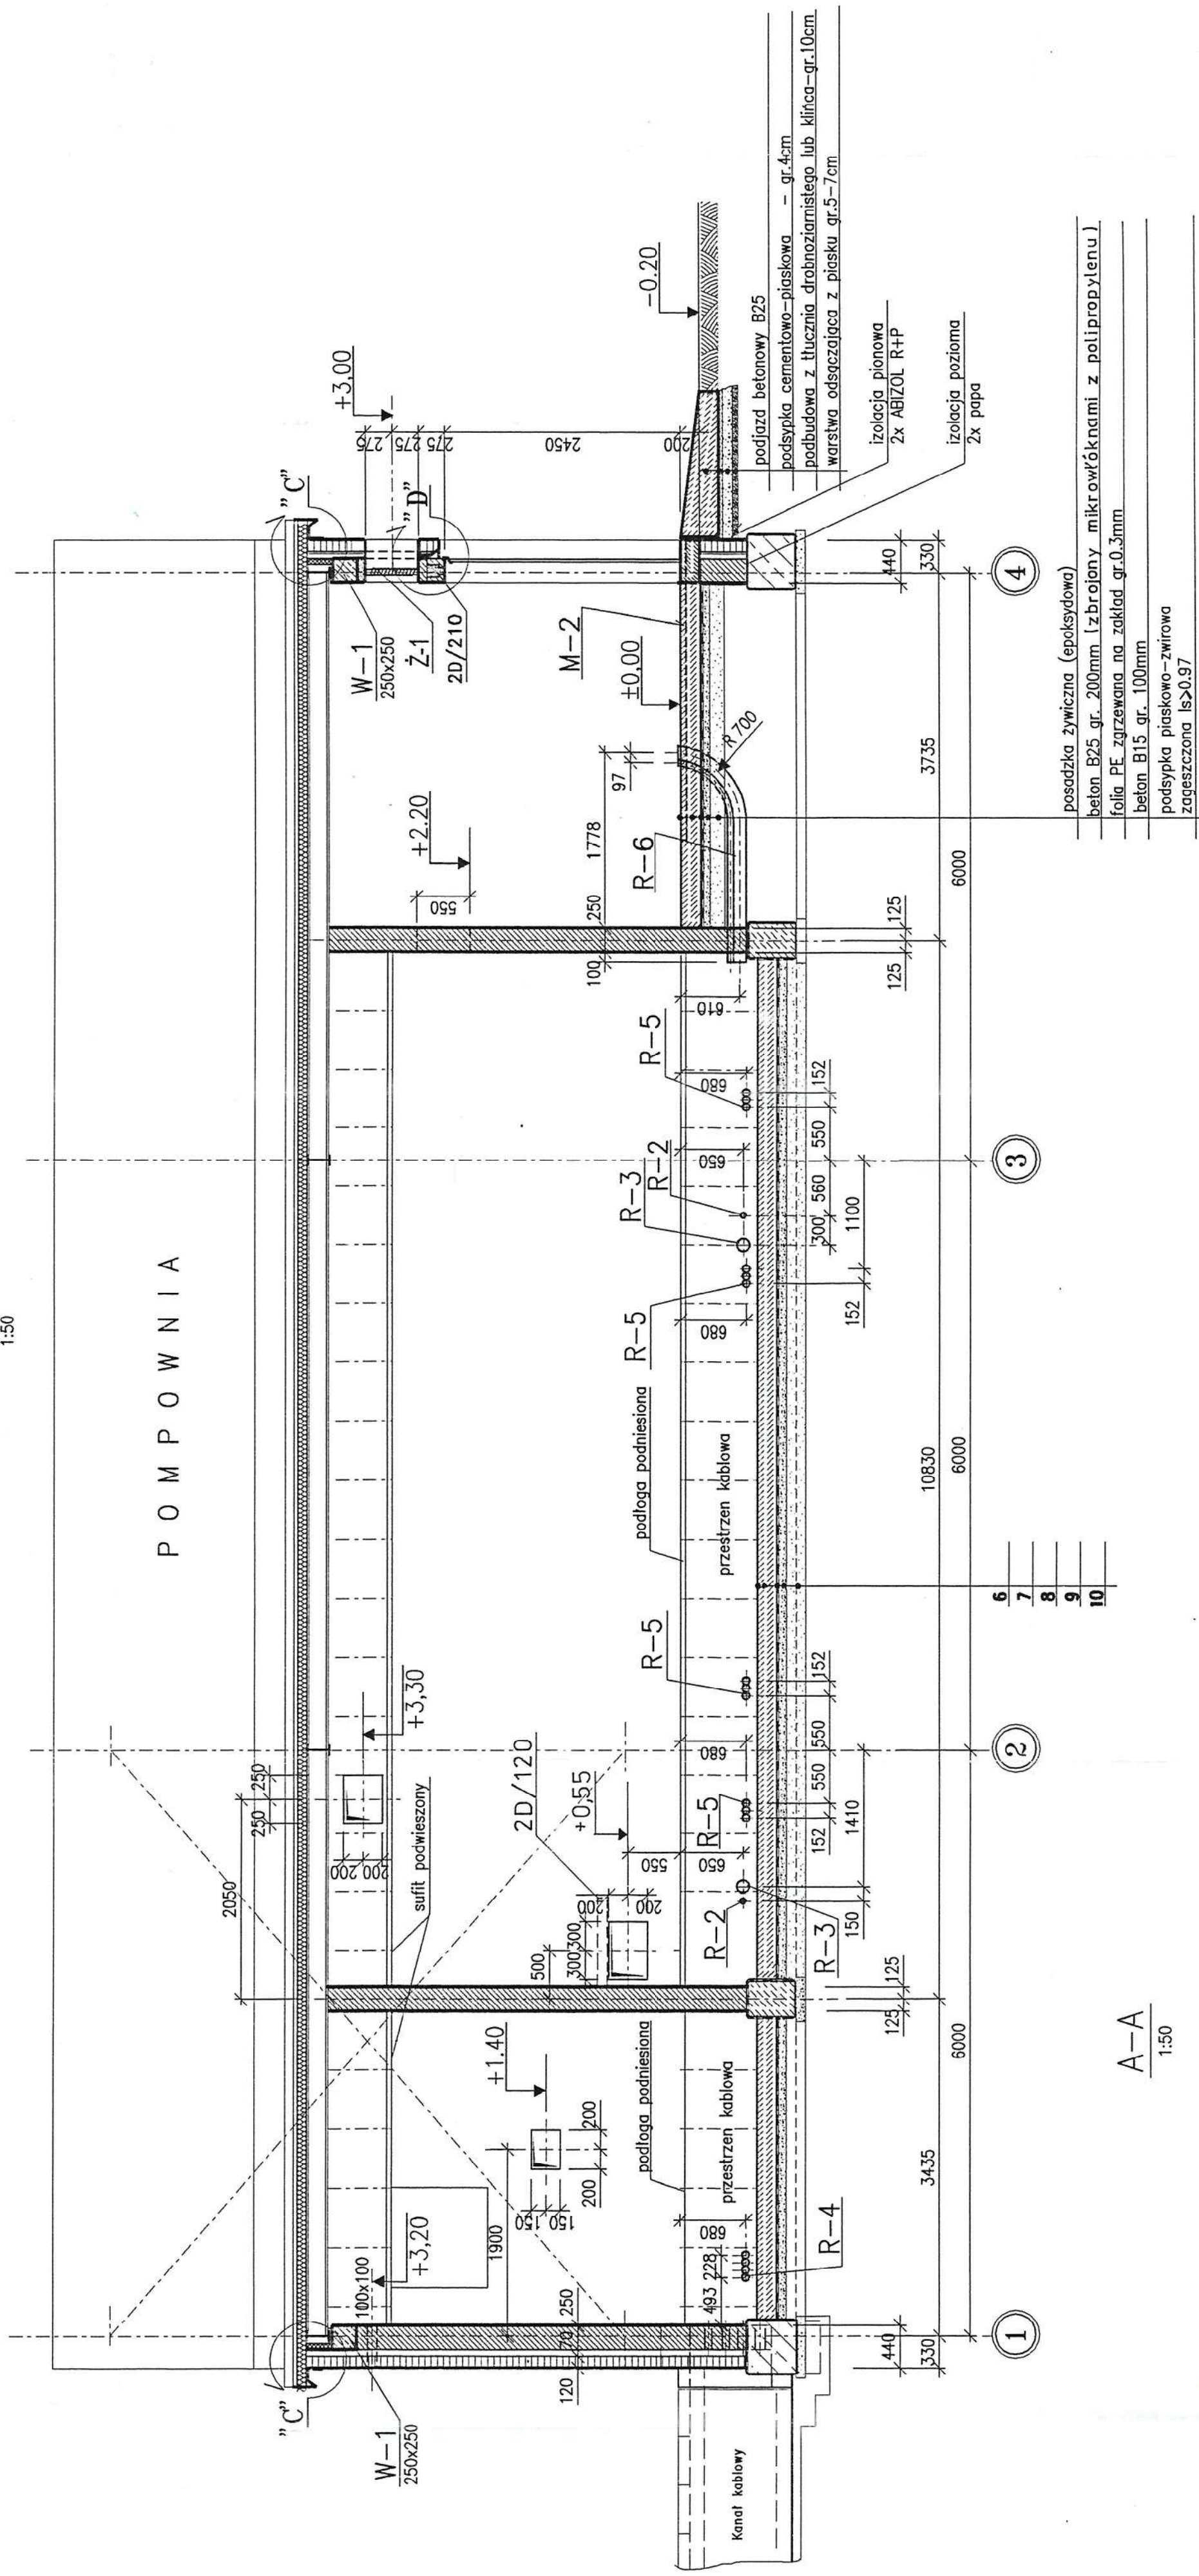 1:50
POMPOWNIA
"C"
"C"
"D"
W-1
250x250
W-1
250x250
Ż-1
2D/210
+3,00
275
275
275
2450
200
-0.20
M-2
±0,00
+2.20
550
R 700
97
1778
250
100
R-6
610
podjazd betonowy B25
podsypka cementowo-piaskowa - gr.4cm
podbudowa z tłucznia drobnoziarnistego lub klińca-gr.10cm
warstwa odsączająca z piasku gr.5-7cm
izolacja pionowa
2x ABIZOL R+P
izolacja pozioma
2x papa
posadzka żywiczna (epoksydowa)
beton B25 gr. 200mm (zbrojony mikrowłóknami z polipropylenu)
folia PE zgrzewana na zakład gr.0.3mm
beton B15 gr. 100mm
podsypka piaskowo-zwirowa
zagęszczona Is>0.97
2050
250
250
200
200
+3,30
sufit podwieszony
2D/120
+0,55
550
650
200
200
300
300
500
100x100
+3,20
1900
+1.40
150
150
200
200
120
70
250
podłoga podniesiona
przestrzen kablowa
podłoga podniesiona
przestrzen kablowa
Kanał kablowy
493
228
680
R-4
R-2
R-3
R-5
R-5
680
R-5
680
R-3
R-2
650
R-5
680
150
1410
152
550
550
152
152
1100
300
560
550
152
440
330
125
125
125
125
440
330
3435
10830
3735
6000
6000
6000
1
2
3
4
6
7
8
9
10
A-A
1:50